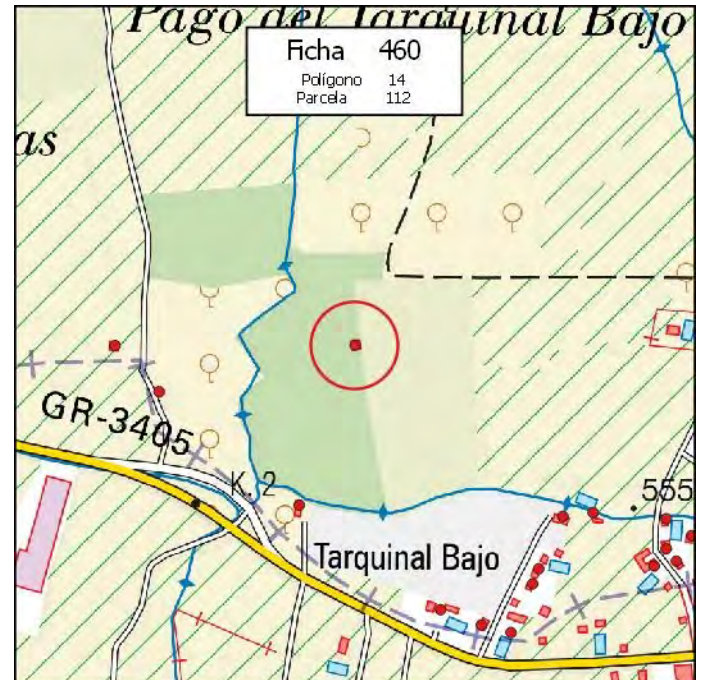 Pago del Tarquinal Bajo
Ficha 460
Polígono 14
Parcela 112
as
GR-3405
K. 2
555
Tarquinal Bajo